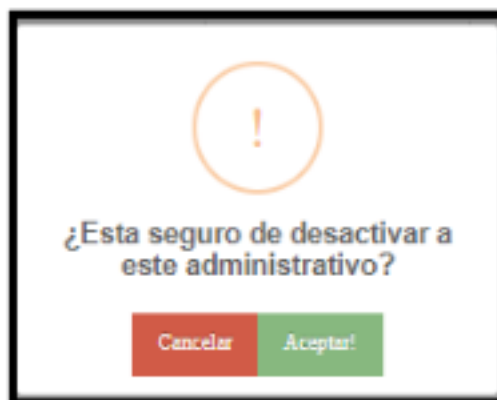 !
¿Esta seguro de desactivar a
este administrativo?
Cancelar
Aceptar!